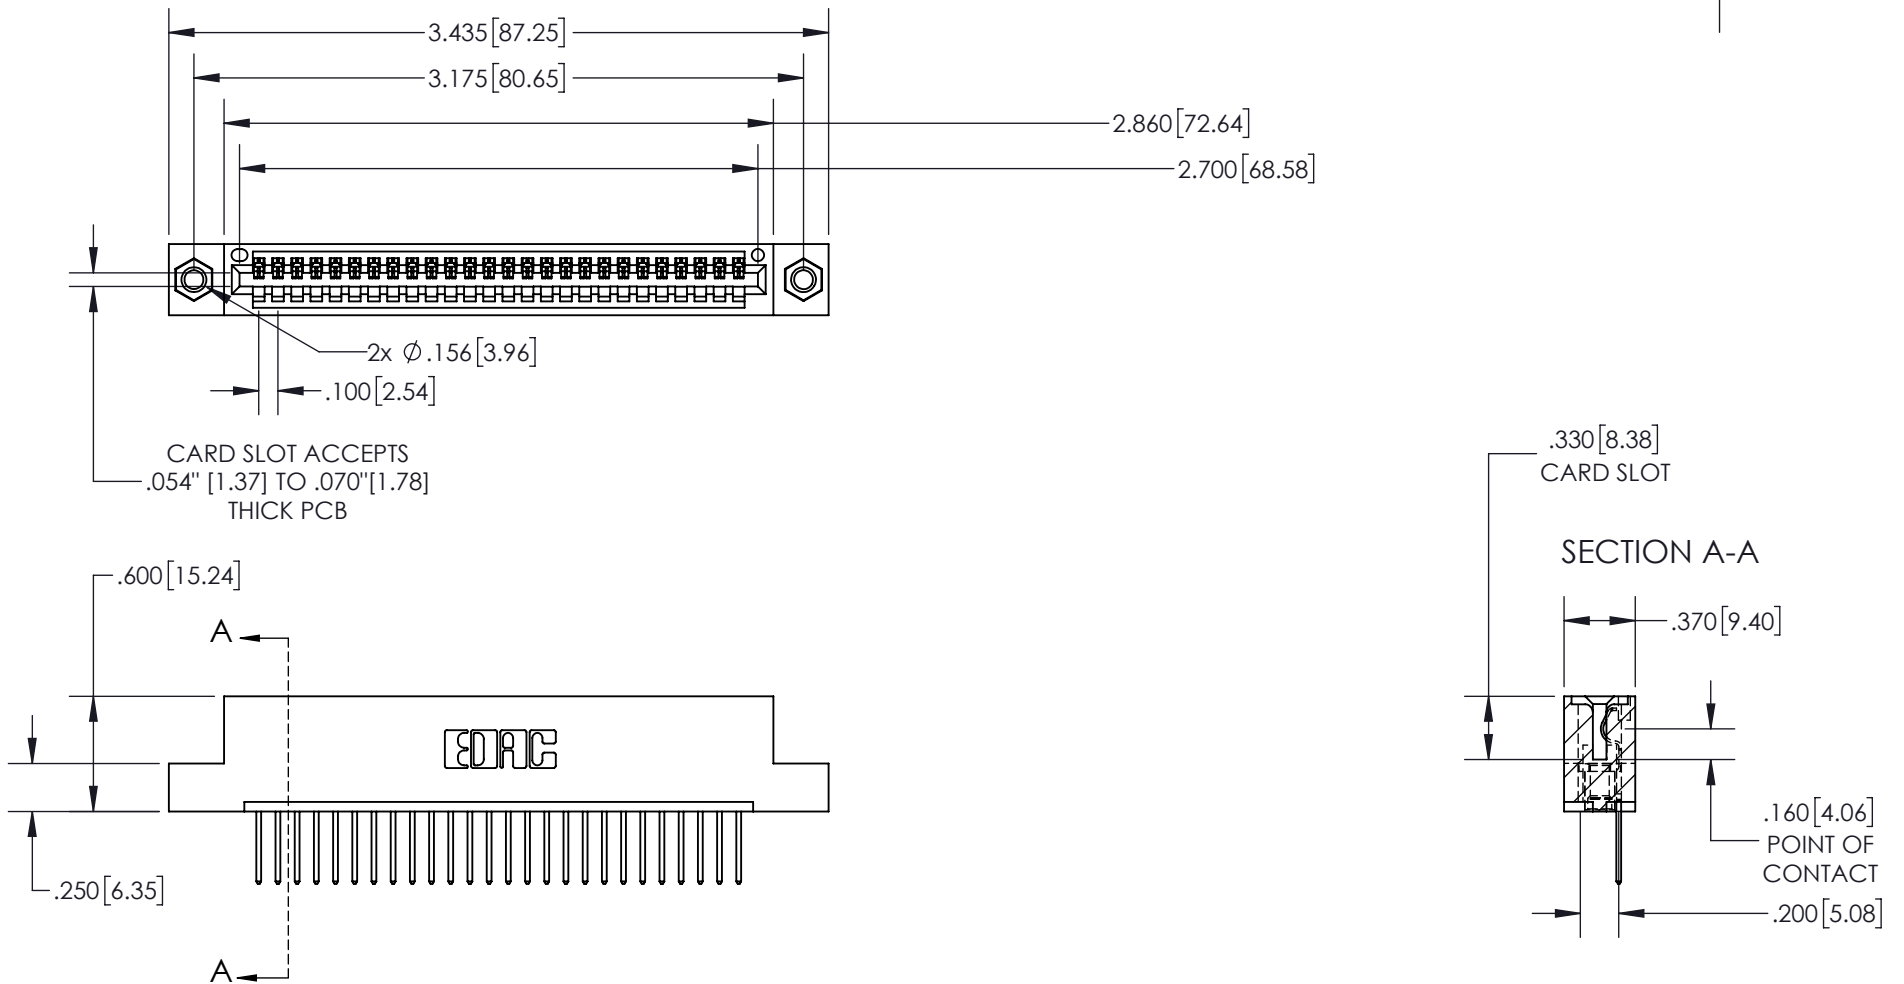 3.435[87.25]
3.175[80.65]
2.860[72.64]
2.700[68.58]
2x ∅.156[3.96]
.100[2.54]
CARD SLOT ACCEPTS
.054" [1.37] TO .070"[1.78]
THICK PCB
.330[8.38]
CARD SLOT
SECTION A-A
.600[15.24]
A
.370[9.40]
EDAC
.160[4.06]
POINT OF
CONTACT
.250[6.35]
.200[5.08]
A